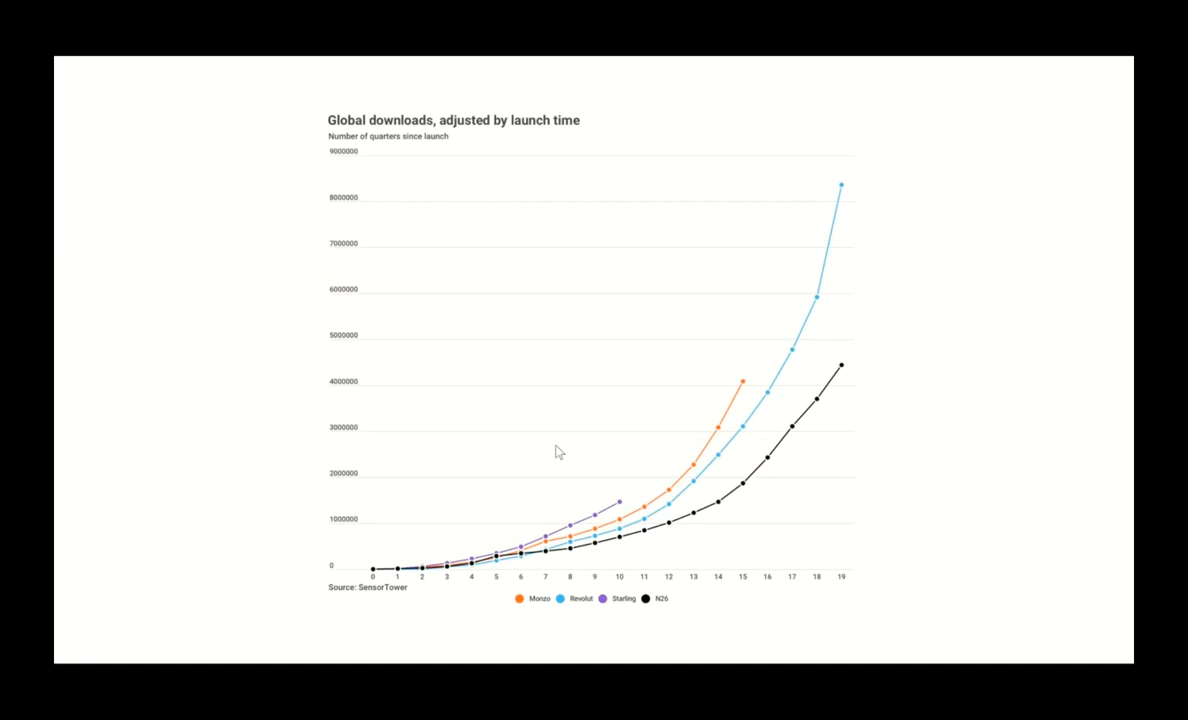 Global downloads, adjusted by launch time
Number of quarters since launch
9000000
8000000
7000000
6000000
5000000
4000000
3000000
2000000
1000000
0
0 1 2 3 4 5 6 7 8 9 10 11 12 13 14 15 16 17 18 19
Source: SensorTower
Monzo Revolut Starling N26